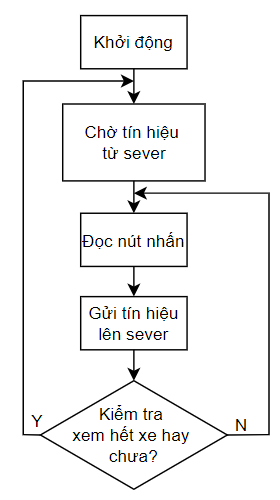 Khởi động
Chờ tín hiệu
từ sever
Đọc nút nhấn
Gửi tín hiệu
lên sever
Y
N
Kiểm tra
xem hết xe hay
chưa?